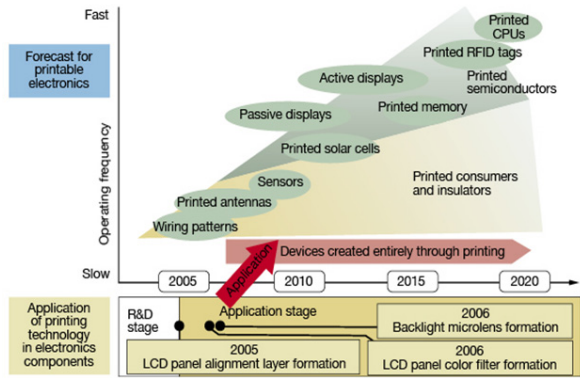 Fast
Forecast for
printable
electronics
Operating frequency
Slow
Printed
CPUs
Printed RFID tags
Printed
semiconductors
Active displays
Printed memory
Passive displays
Printed solar cells
Sensors
Printed consumers
and insulators
Printed antennas
Wiring patterns
Devices created entirely through printing
Application
2005
2010
2015
2020
Application
of printing
technology
in electronics
components
R&D
stage
Application stage
2006
Backlight microlens formation
2005
LCD panel alignment layer formation
2006
LCD panel color filter formation